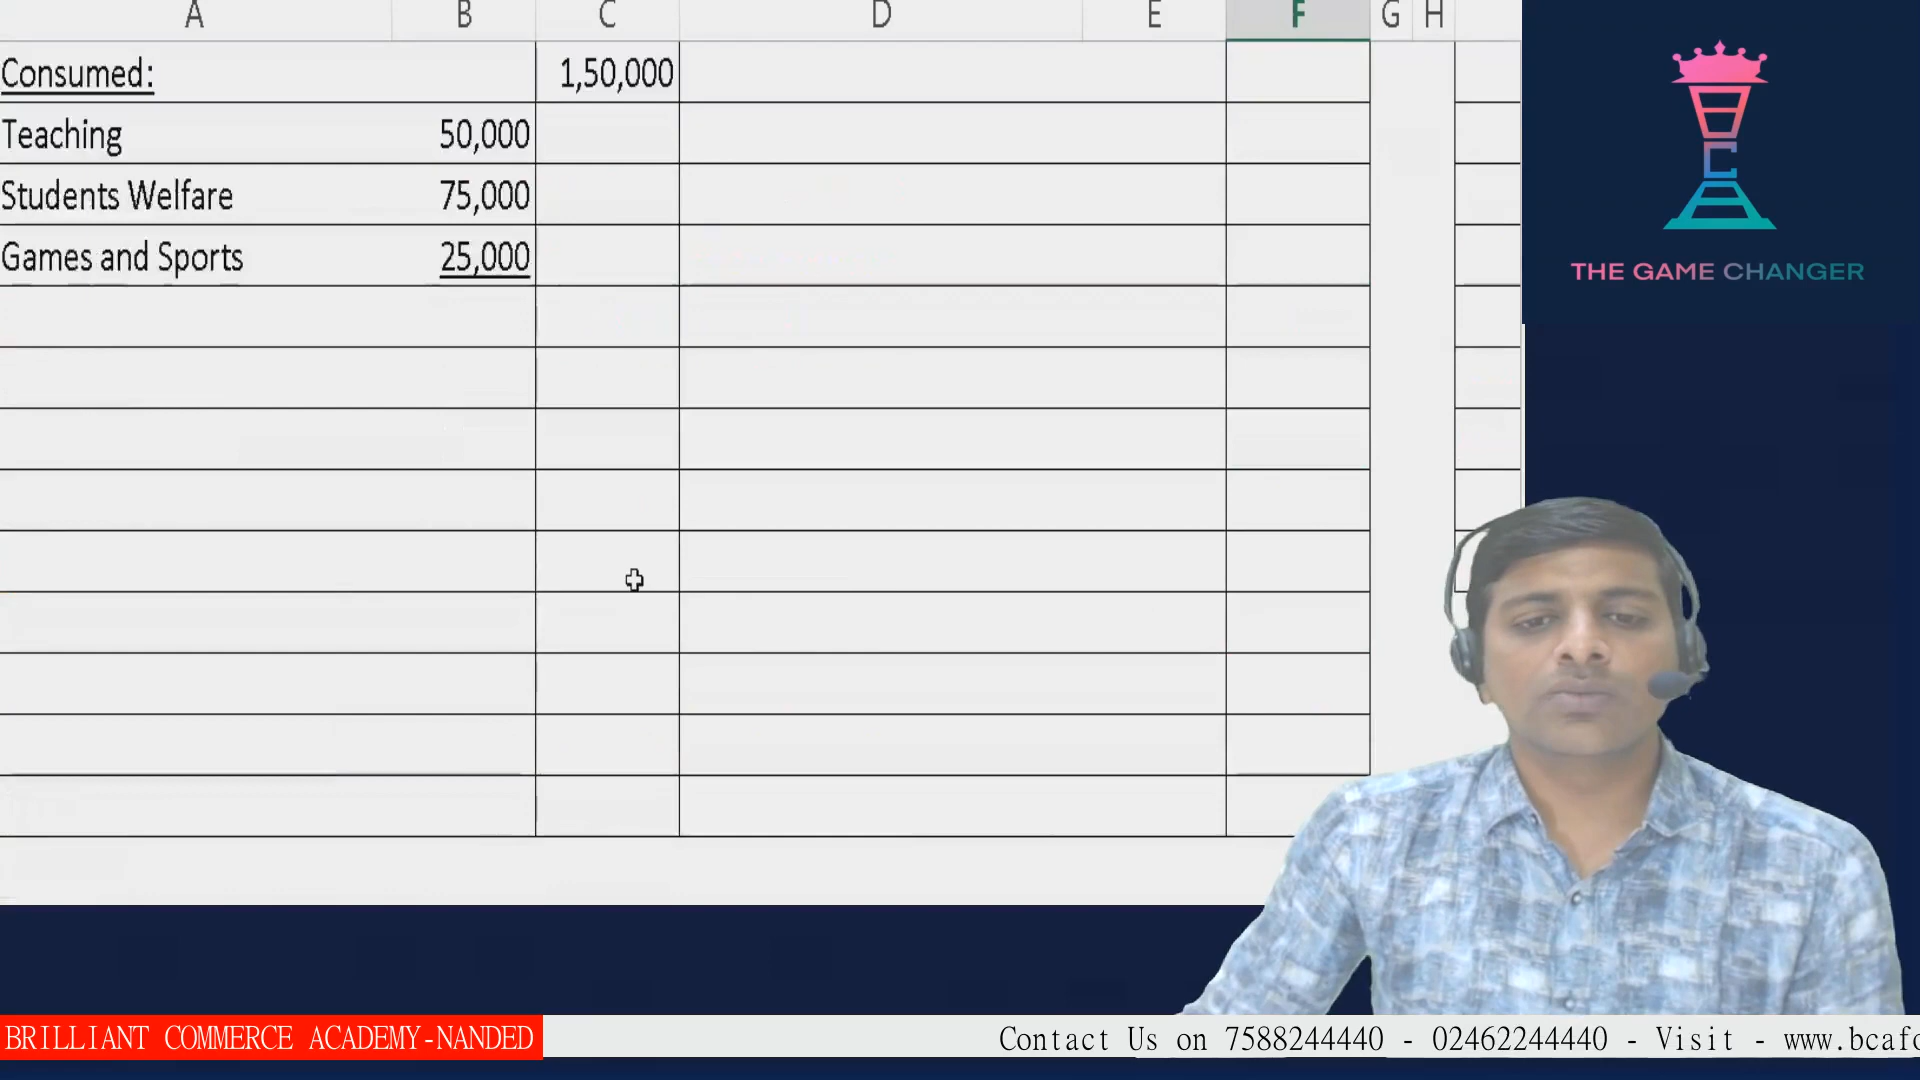 A B C D E F G H
Consumed: 1,50,000
Teaching 50,000
Students Welfare 75,000
Games and Sports 25,000
THE GAME CHANGER
BRILLIANT COMMERCE ACADEMY-NANDED
Contact Us on 7588244440 - 02462244440 - Visit - www.bcafo